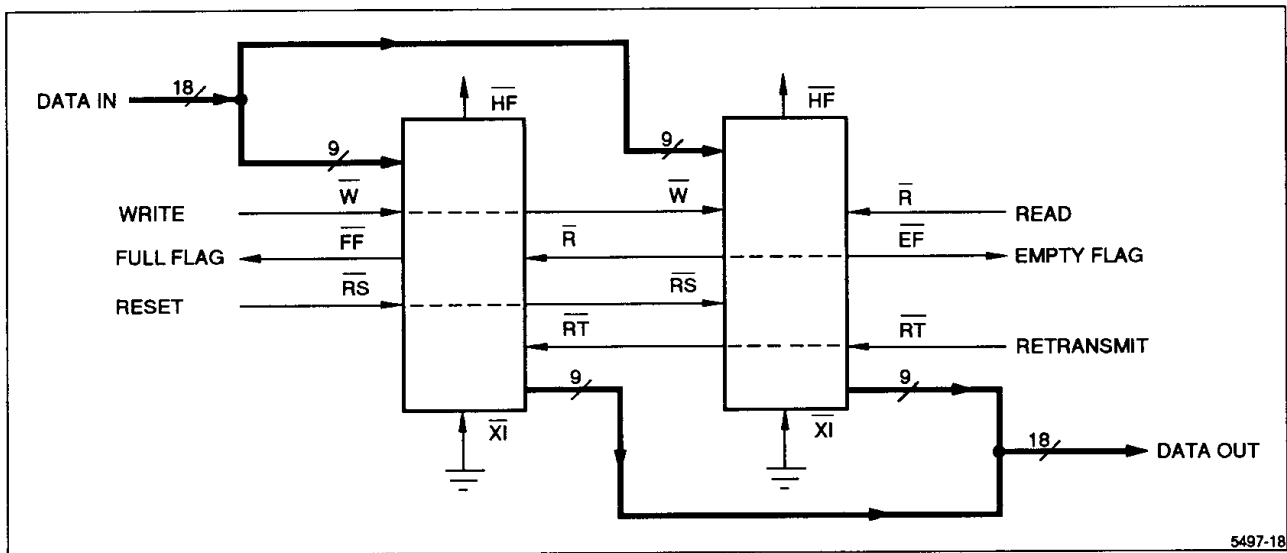 18
DATA IN
HF
HF
9
9
W
W
R
WRITE
READ
FF
R
EF
FULL FLAG
EMPTY FLAG
RS
RS
RESET
RT
RT
RETRANSMIT
9
9
XI
XI
18
DATA OUT
5497-18